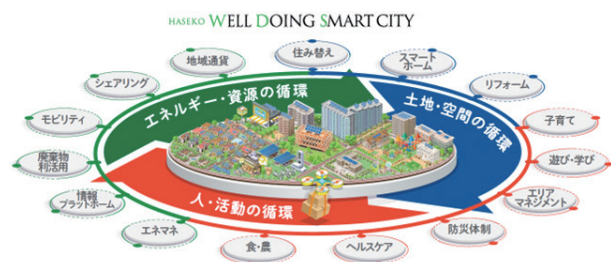 HASEKO WELL DOING SMART CITY
住み替え
スマート
ホーム
リフォーム
子育て
遊び・学び
エリア
マネジメント
防災体制
ヘルスケア
食・農
エネマネ
情報
プラットホーム
廃棄物
利活用
モビリティ
シェアリング
地域通貨
エネルギー・資源の循環
土地・空間の循環
人・活動の循環